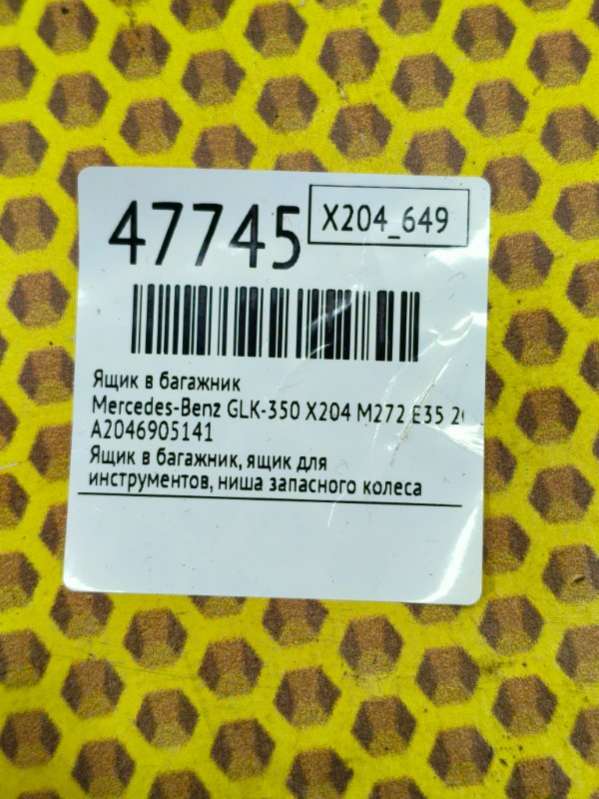 47745
X204_649
Ящик в багажник
Mercedes-Benz GLK-350 X204 M272 E35
A2046905141
Ящик в багажник, ящик для
инструментов, ниша запасного колеса